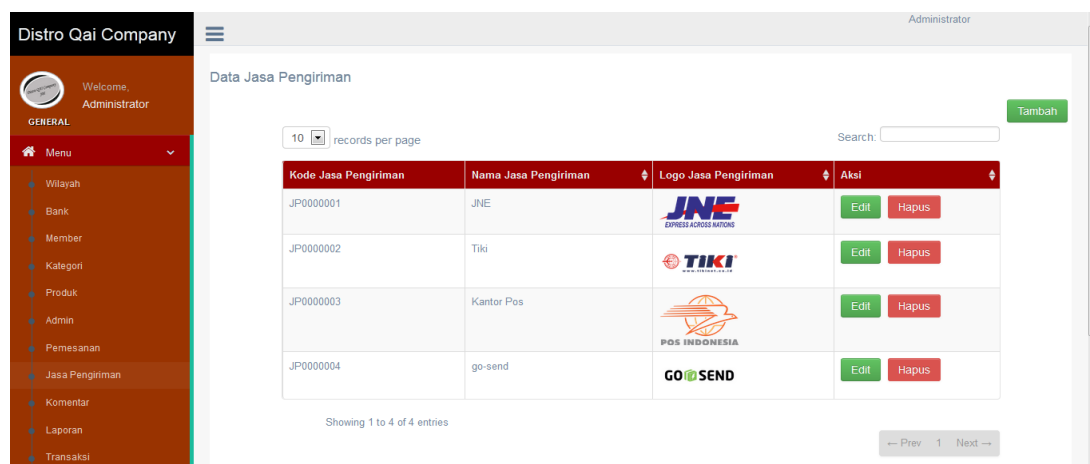 Distro Qai Company
Administrator
Welcome,
Administrator
GENERAL
Menu
Wilayah
Bank
Member
Kategori
Produk
Admin
Pemesanan
Jasa Pengiriman
Komentar
Laporan
Transaksi
Data Jasa Pengiriman
Tambah
10 records per page
Search:
Kode Jasa Pengiriman Nama Jasa Pengiriman Logo Jasa Pengiriman Aksi
JP0000001 JNE JNE Edit Hapus
EXPRESS ACROSS NATIONS
JP0000002 Tiki TIKI Edit Hapus
JP0000003 Kantor Pos Edit Hapus
POS INDONESIA
JP0000004 go-send GO SEND Edit Hapus
Showing 1 to 4 of 4 entries
← Prev 1 Next →